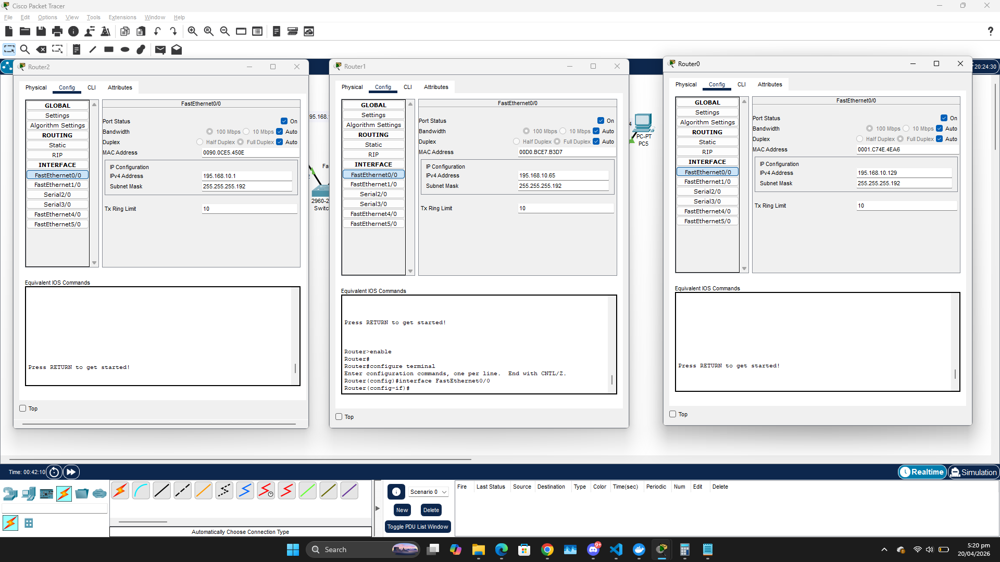 Cisco Packet Tracer
File Edit Options View Tools Extensions Window Help
?
20:24:30
Router2
Physical Config CLI Attributes
GLOBAL
Settings
Algorithm Settings
ROUTING
Static
RIP
INTERFACE
FastEthernet0/0
FastEthernet1/0
Serial2/0
Serial3/0
FastEthernet4/0
FastEthernet5/0
FastEthernet0/0
Port Status On
Bandwidth 100 Mbps 10 Mbps Auto
Duplex Half Duplex Full Duplex Auto
MAC Address 0090.0CE5.450E
IP Configuration
IPv4 Address 195.168.10.1
Subnet Mask 255.255.255.192
Tx Ring Limit 10
Equivalent IOS Commands
Press RETURN to get started!
Top
95.168.
Fa
2960-2
Switc
Router1
Physical Config CLI Attributes
GLOBAL
Settings
Algorithm Settings
ROUTING
Static
RIP
INTERFACE
FastEthernet0/0
FastEthernet1/0
Serial2/0
Serial3/0
FastEthernet4/0
FastEthernet5/0
FastEthernet0/0
Port Status On
Bandwidth 100 Mbps 10 Mbps Auto
Duplex Half Duplex Full Duplex Auto
MAC Address 00D0.BCE7.B3D7
IP Configuration
IPv4 Address 195.168.10.65
Subnet Mask 255.255.255.192
Tx Ring Limit 10
Equivalent IOS Commands
Press RETURN to get started!
Router>enable
Router#
Router#configure terminal
Enter configuration commands, one per line. End with CNTL/Z.
Router(config)#interface FastEthernet0/0
Router(config-if)#
Top
4
PC-PT
PC5
Router0
Physical Config CLI Attributes
GLOBAL
Settings
Algorithm Settings
ROUTING
Static
RIP
INTERFACE
FastEthernet0/0
FastEthernet1/0
Serial2/0
Serial3/0
FastEthernet4/0
FastEthernet5/0
FastEthernet0/0
Port Status On
Bandwidth 100 Mbps 10 Mbps Auto
Duplex Half Duplex Full Duplex Auto
MAC Address 0001.C74E.4EA6
IP Configuration
IPv4 Address 195.168.10.129
Subnet Mask 255.255.255.192
Tx Ring Limit 10
Equivalent IOS Commands
Press RETURN to get started!
Top
Time: 00:42:10
Realtime Simulation
Automatically Choose Connection Type
Scenario 0
New Delete
Toggle PDU List Window
Fire Last Status Source Destination Type Color Time(sec) Periodic Num Edit Delete
Search
9+
5:20 pm
20/04/2026